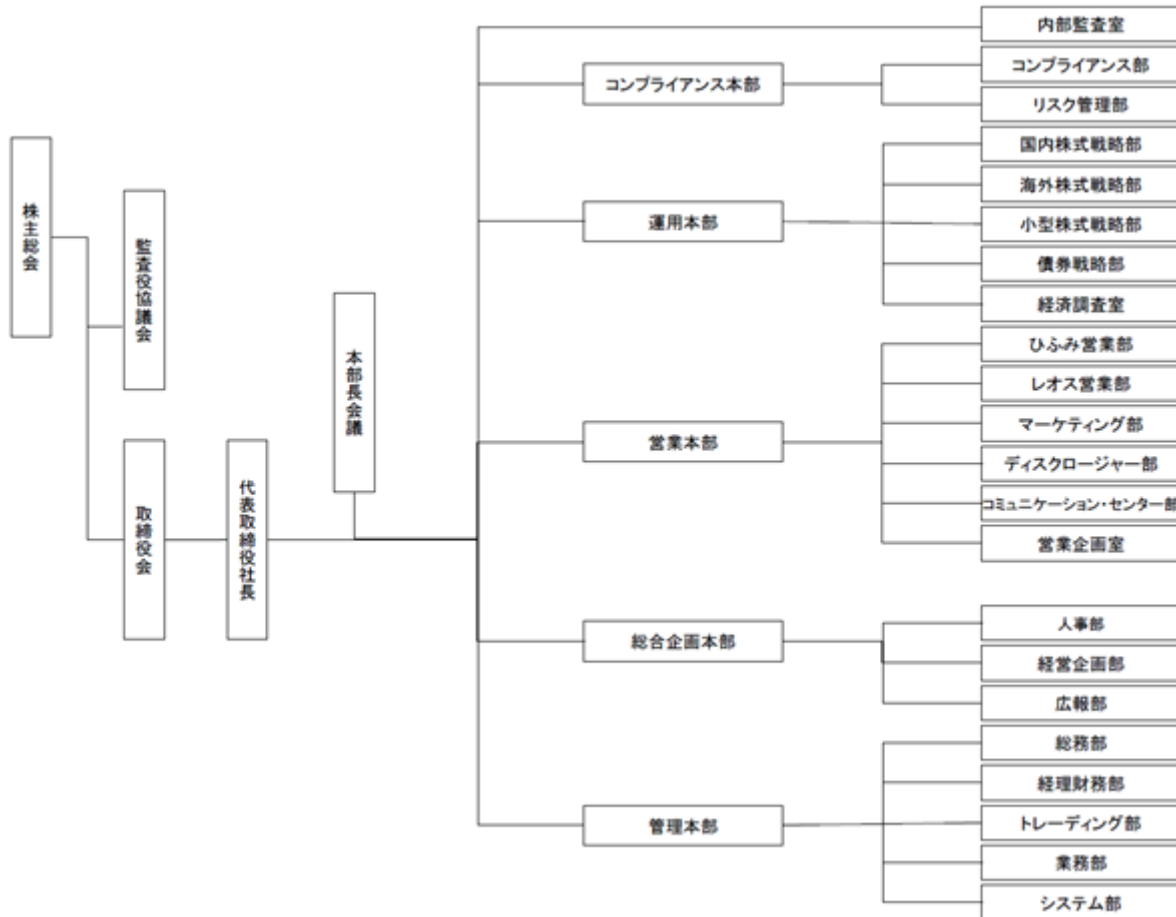 株主総会
監査役協議会
取締役会
代表取締役社長
本部長会議
内部監査室
コンプライアンス本部
コンプライアンス部
リスク管理部
運用本部
国内株式戦略部
海外株式戦略部
小型株式戦略部
債券戦略部
経済調査室
営業本部
ひふみ営業部
レオス営業部
マーケティング部
ディスクロージャー部
コミュニケーション・センター部
営業企画室
総合企画本部
人事部
経営企画部
広報部
管理本部
総務部
経理財務部
トレーディング部
業務部
システム部